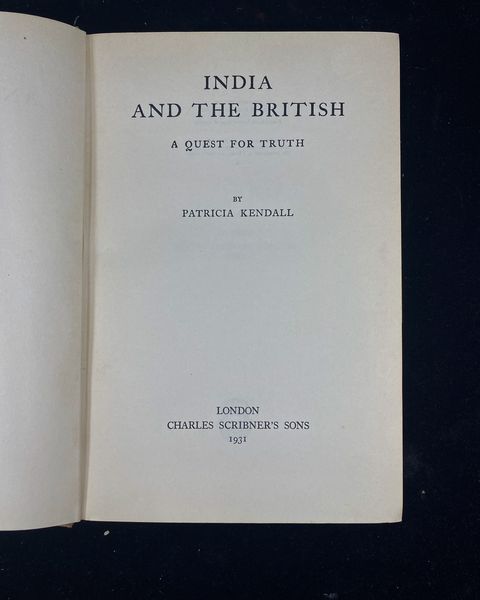 INDIA
AND THE BRITISH
A QUEST FOR TRUTH
BY
PATRICIA KENDALL
LONDON
CHARLES SCRIBNER'S SONS
1931